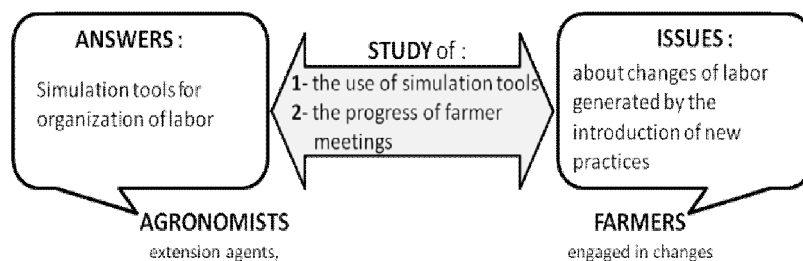 ANSWERS :
Simulation tools for
organization of labor
STUDY of :
1- the use of simulation tools
2- the progress of farmer
meetings
ISSUES :
about changes of labor
generated by the
introduction of new
practices
AGRONOMISTS
extension agents,
FARMERS
engaged in changes